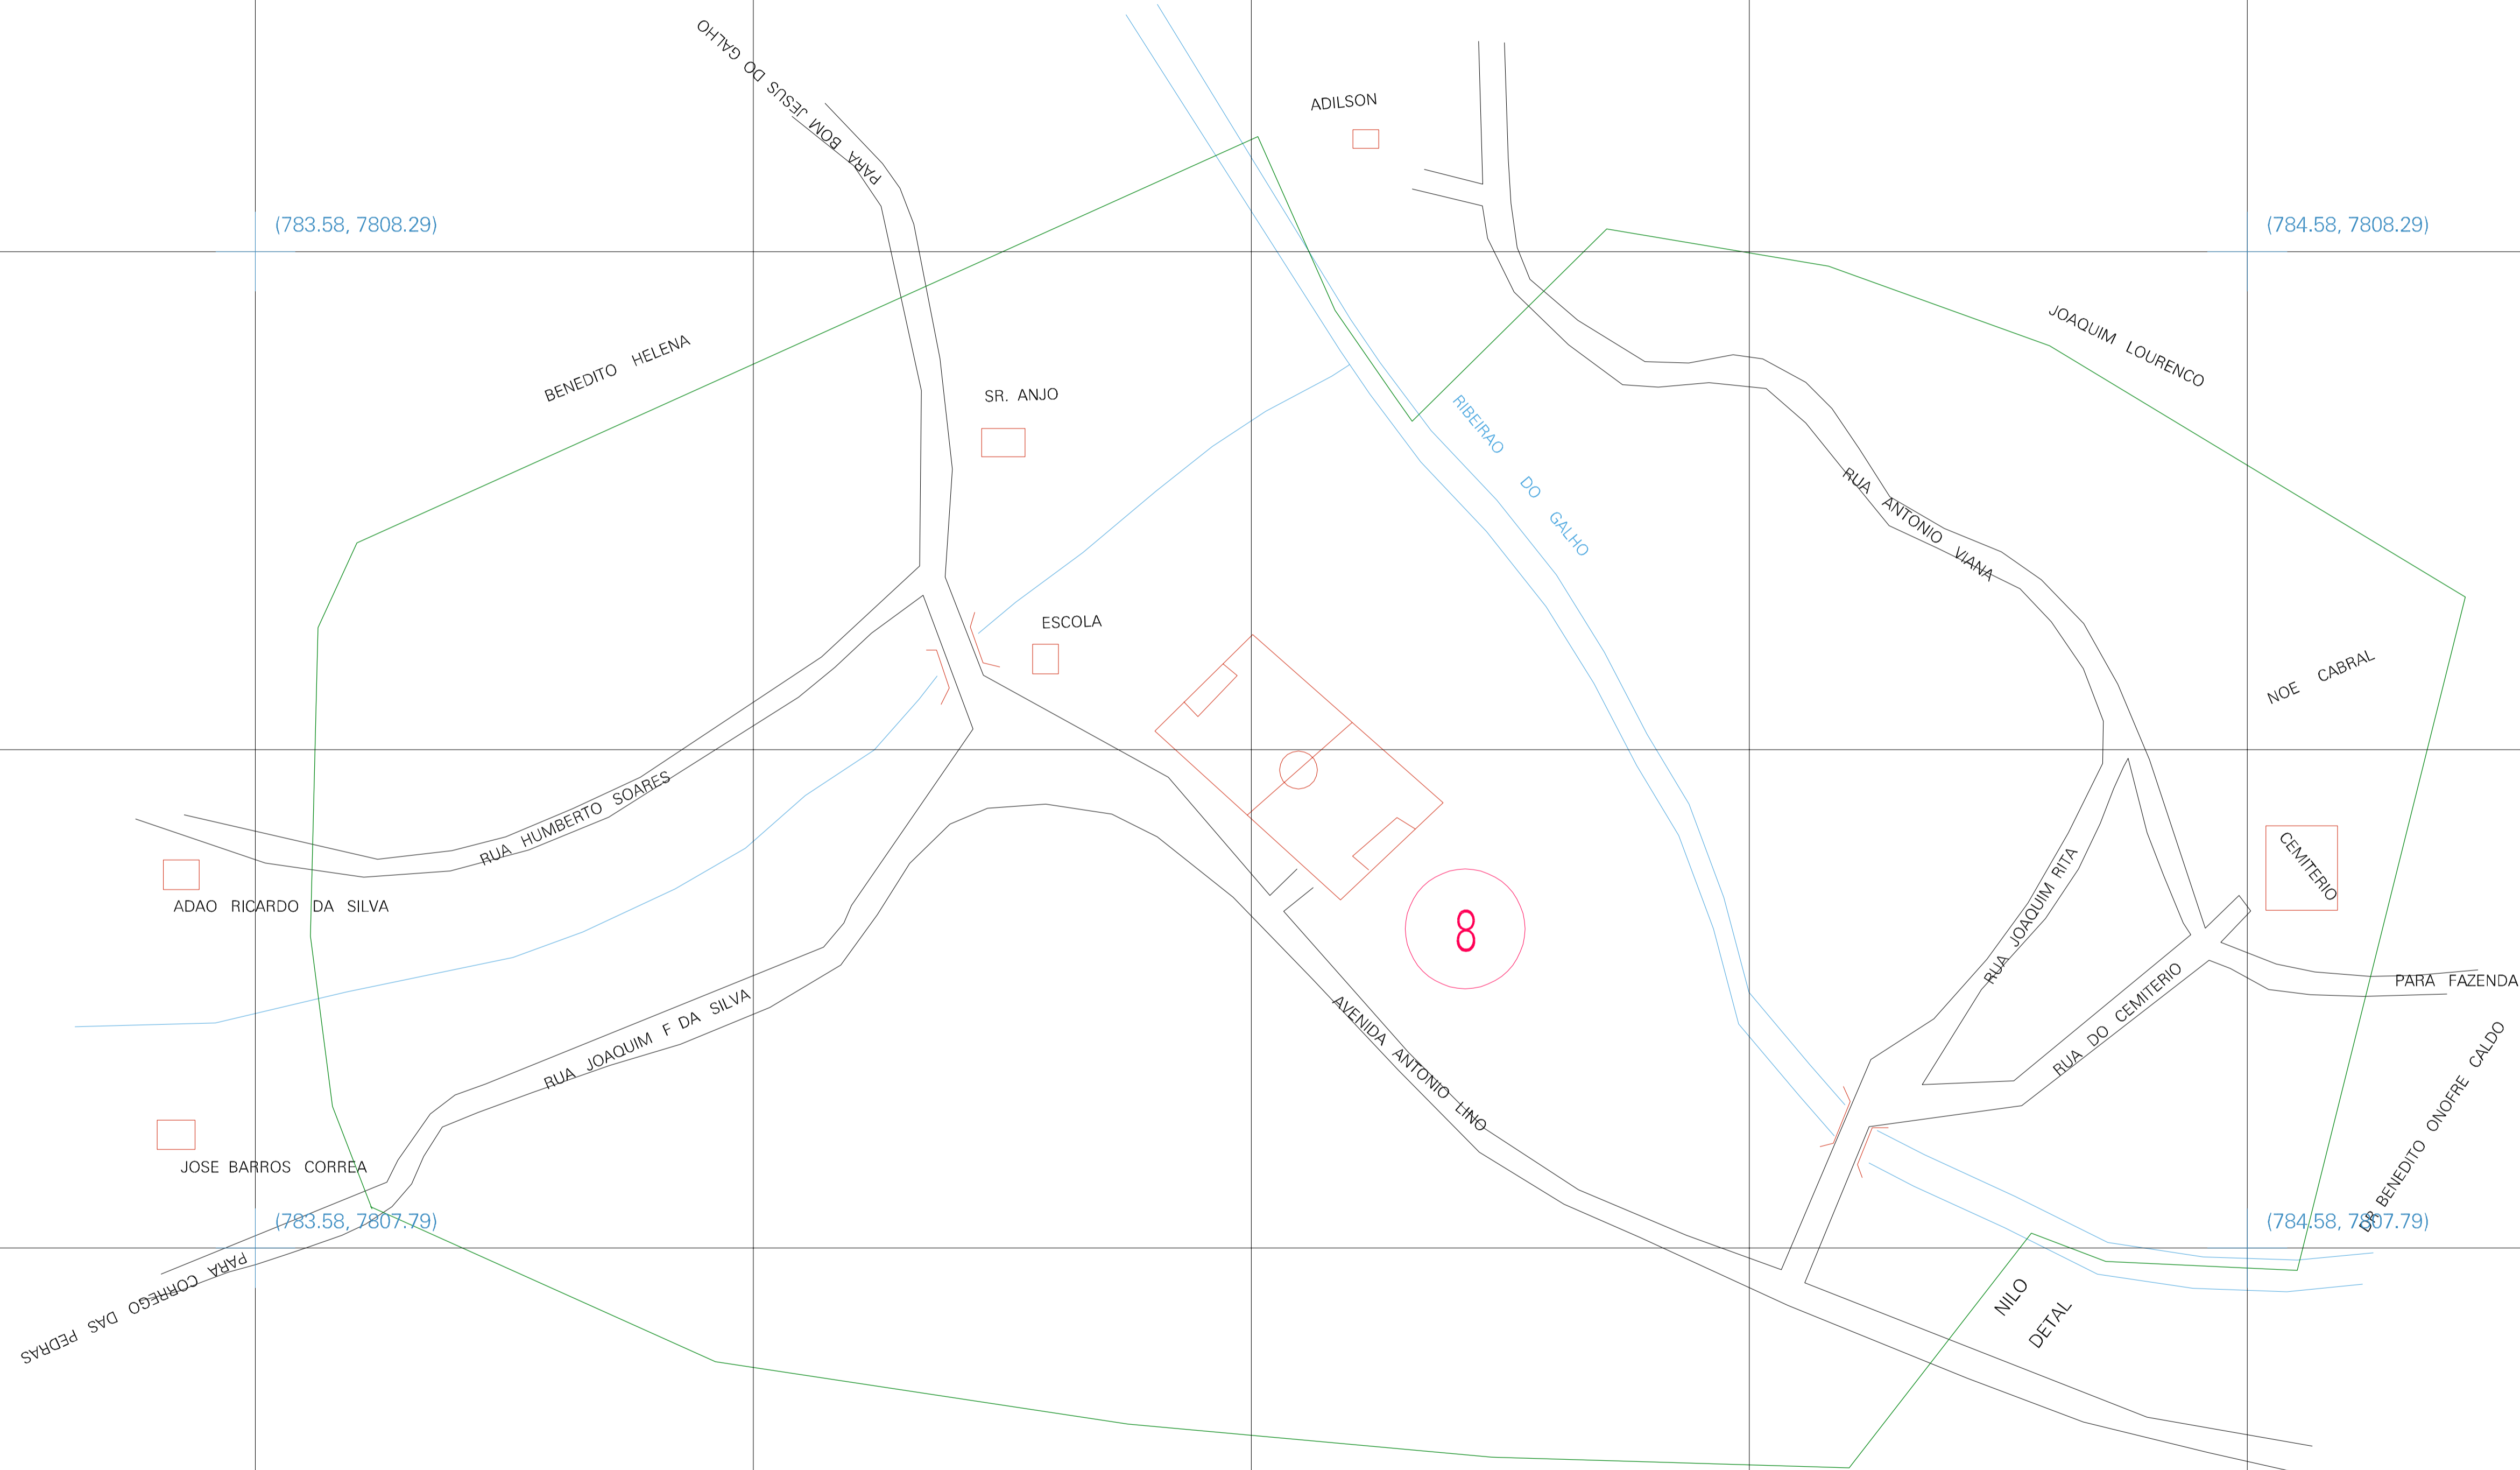 PARA BOM JESUS DO GALHO
ADILSON
(783.58, 7808.29)
(784.58, 7808.29)
JOAQUIM LOURENCO
BENEDITO HELENA
SR. ANJO
RIBEIRAO DO GALHO
RUA ANTONIO VIANA
ESCOLA
NOE CABRAL
RUA HUMBERTO SOARES
CEMITERIO
ADAO RICARDO DA SILVA
8
RUA JOAQUIM RITA
PARA FAZENDA
RUA DO CEMITERIO
RUA JOAQUIM F DA SILVA
AVENIDA ANTONIO LINO
DR BENEDITO ONOFRE CALDO
JOSE BARROS CORREA
(783.58, 7807.79)
(784.58, 7807.79)
PARA CORREGO DAS PEDRAS
NILO
DETAL